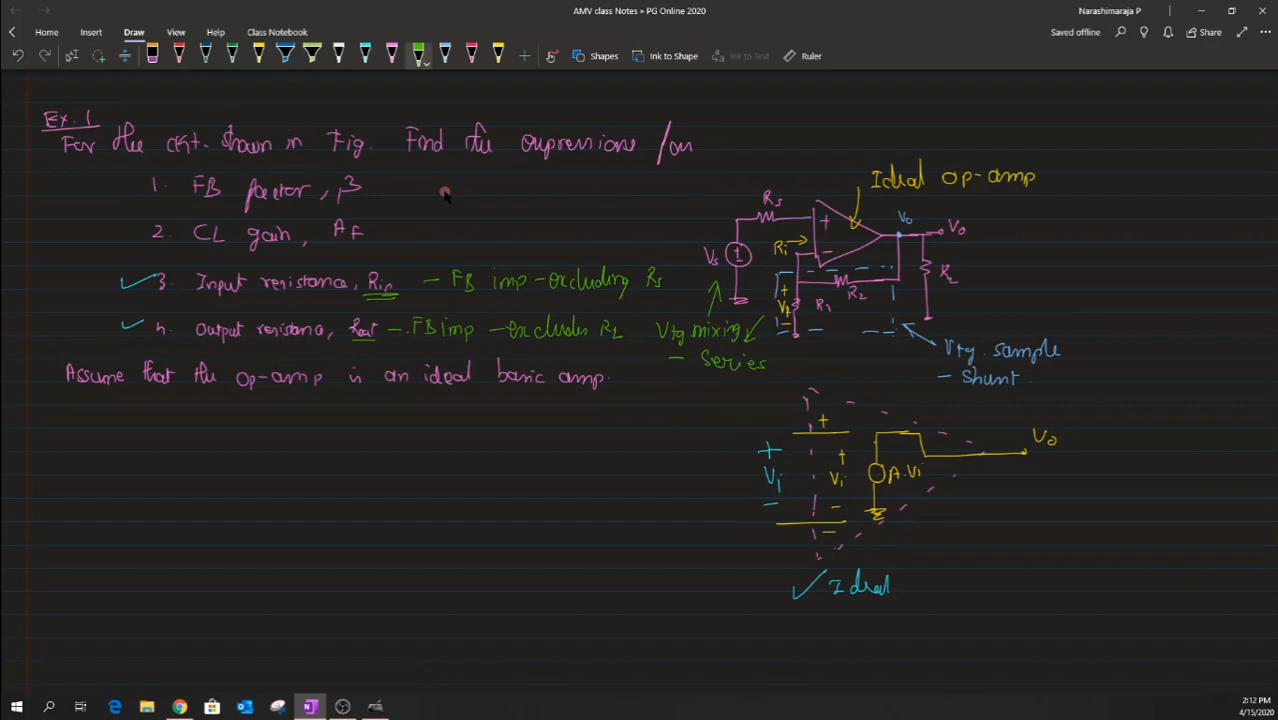 AMV class Notes » PG Online 2020
Narashimaraja P
Home Insert Draw View Help Class Notebook
Saved offline
Share
Shapes
Ink to Shape
Ink to Text
Ruler
Ex. 1
For the ckt. shown in Fig. Find the expressions /on
1. FB factor, β
2. CL gain, AF
3. Input resistance, Rin – FB imp – excluding Rs
4. Output resistance, Rout – FB imp – excludes RL
Assume that the op-amp is an ideal basic amp.
Ideal op-amp
Rs
+
Vo
Vo
Vs
Ri
–
RL
R2
+
R1
Vf
–
Vtg mixing
– Series
Vtg. sample
– Shunt
+
Vo
+
Vi
–
+
Vi
–
A.Vi
–
Ideal
2:12 PM
4/15/2020